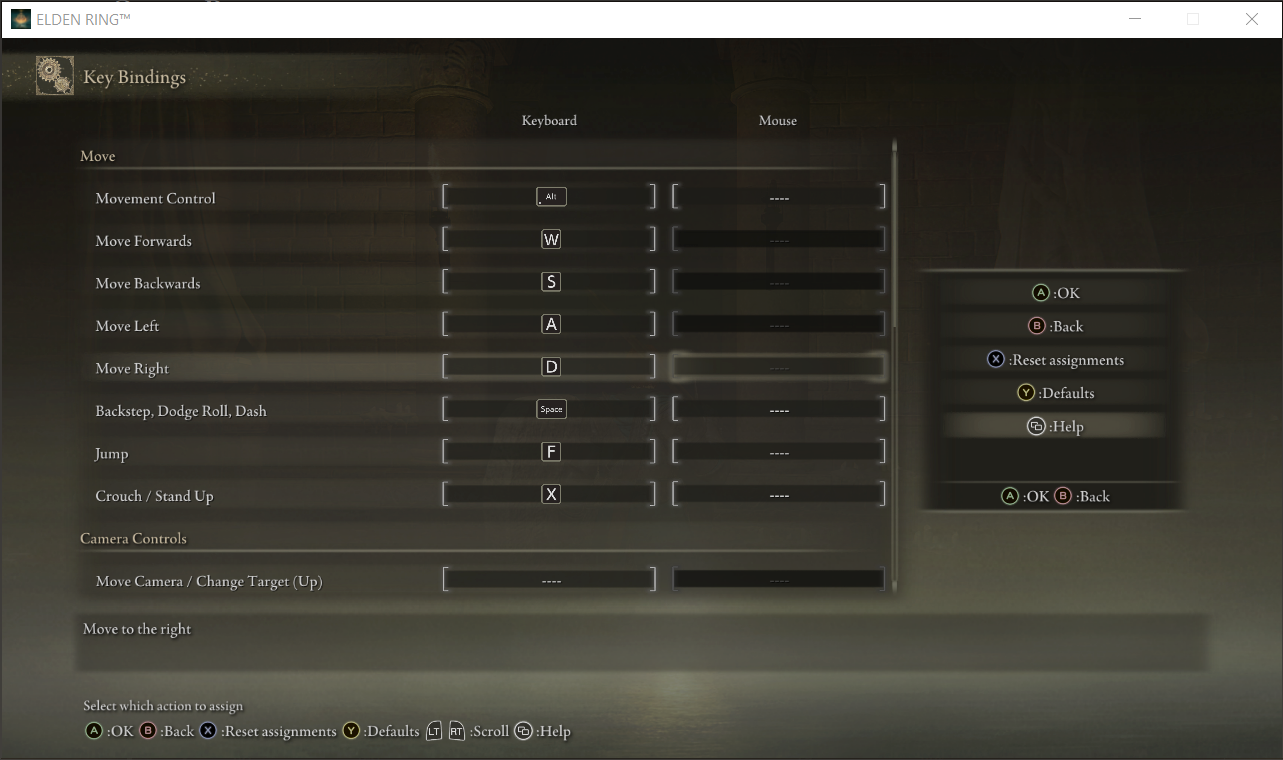 ELDEN RING™
Key Bindings
Keyboard Mouse
Move
Movement Control Alt ----
Move Forwards W ----
Move Backwards S ----
Move Left A ----
Move Right D ----
Backstep, Dodge Roll, Dash Space ----
Jump F ----
Crouch / Stand Up X ----
Camera Controls
Move Camera / Change Target (Up) ---- ----
A :OK
B :Back
X :Reset assignments
Y :Defaults
:Help
A :OK B :Back
Move to the right
Select which action to assign
A :OK B :Back X :Reset assignments Y :Defaults LT RT :Scroll :Help